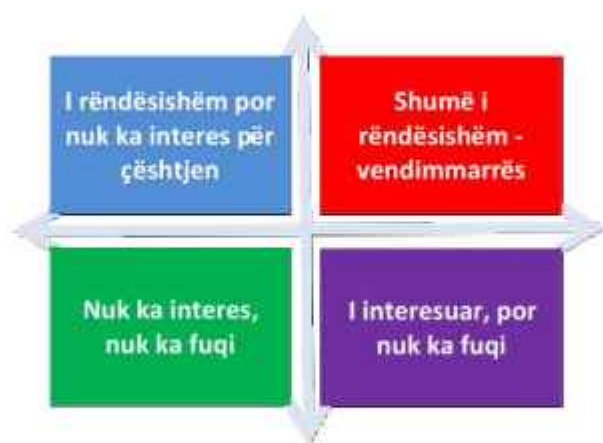 I rëndësishëm por
nuk ka interes për
çështjen
Shumë i
rëndësishëm -
vendimmarrës
Nuk ka interes,
nuk ka fuqi
I interesuar, por
nuk ka fuqi